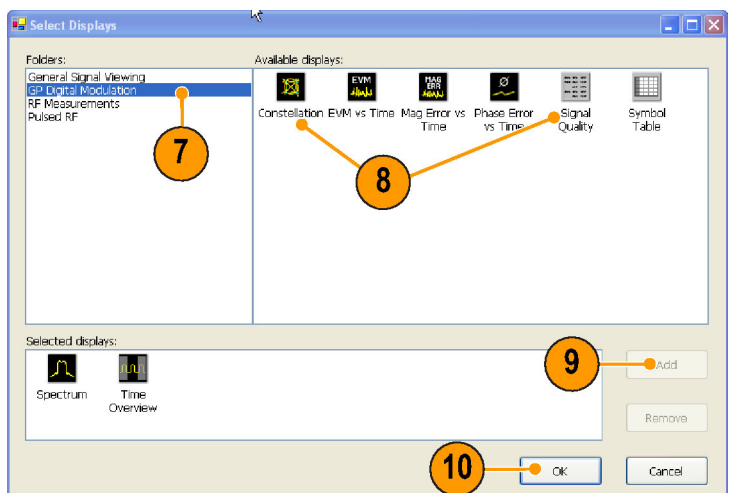 Select Displays
Folders:
General Signal Viewing
GP Digital Modulation
RF Measurements
Pulsed RF
7
Available displays:
EVM
MAG
ERR
Constellation
EVM vs Time
Mag Error vs
Time
Phase Error
vs Time
Signal
Quality
Symbol
Table
8
Selected displays:
Spectrum
Time
Overview
9
Add
Remove
10
OK
Cancel